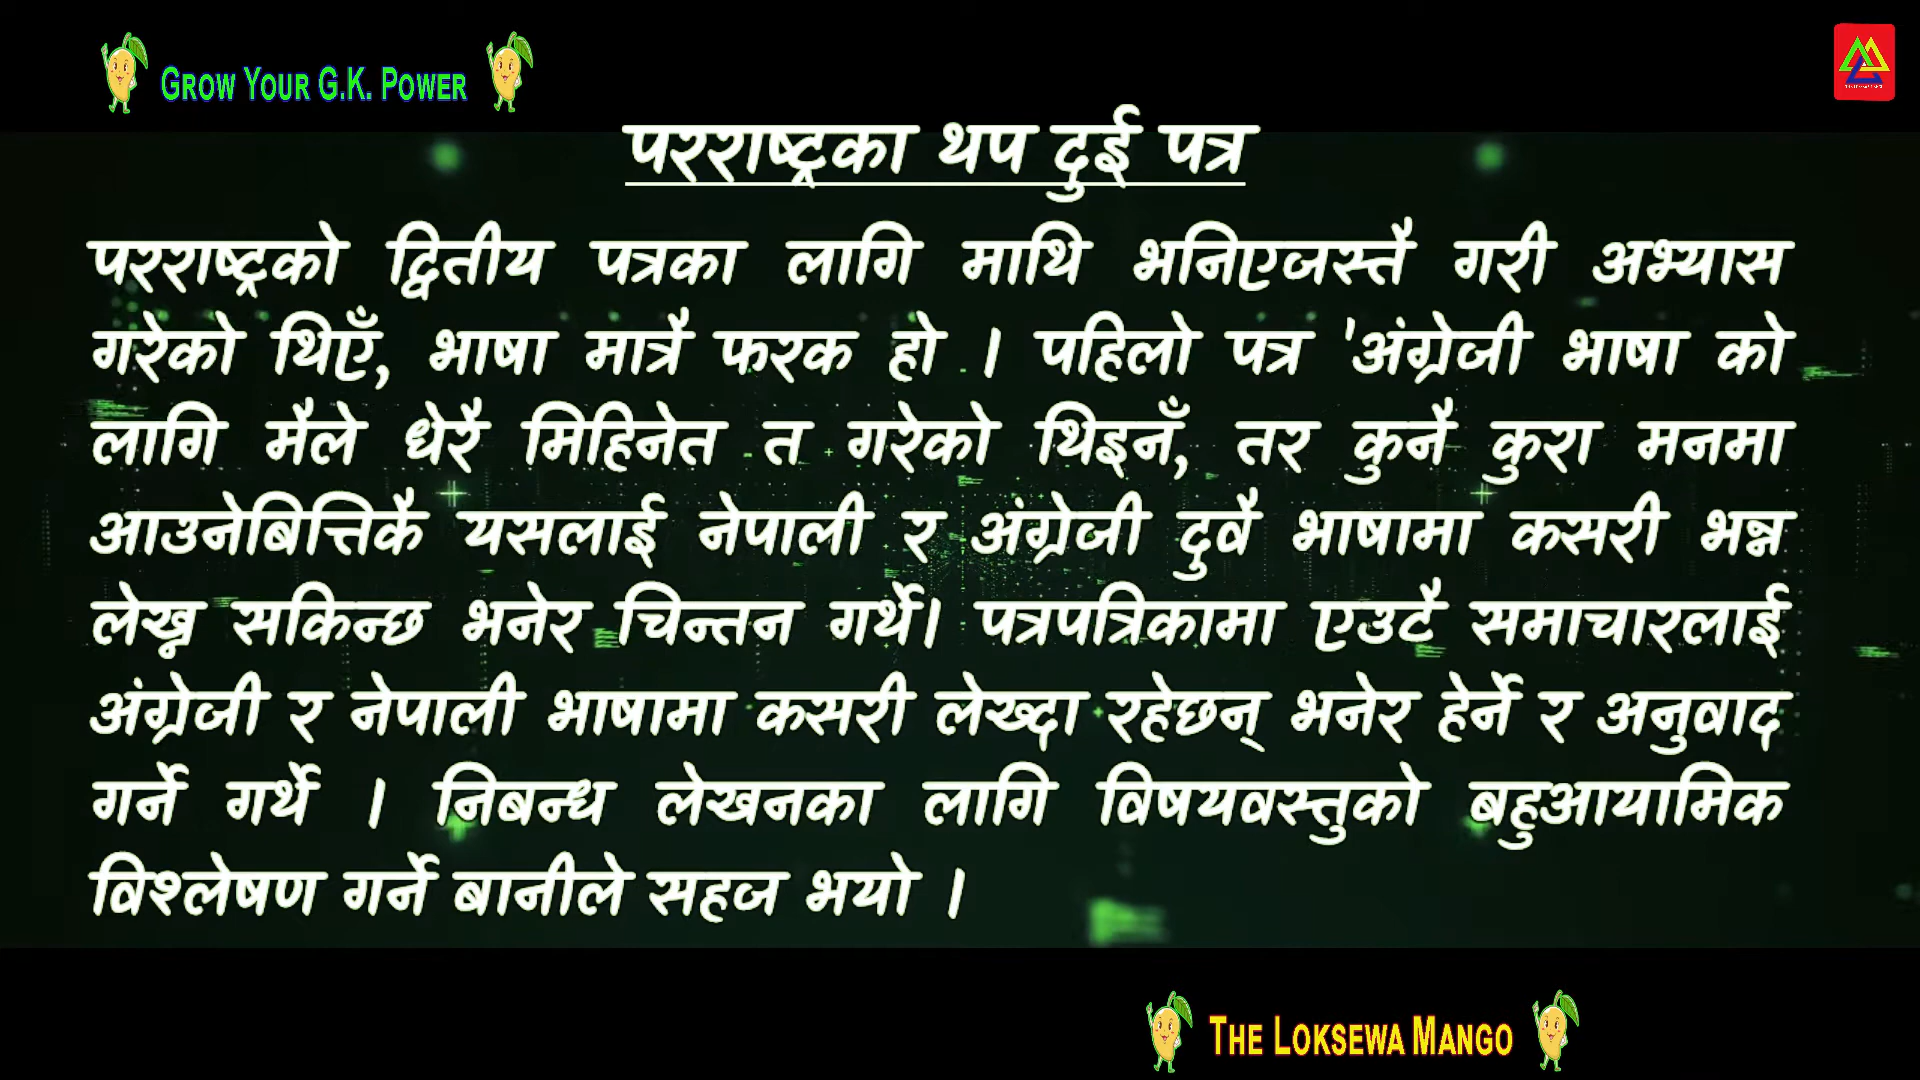 GROW YOUR G.K. POWER
परराष्ट्रका थप दुई पत्र
परराष्ट्रको द्वितीय पत्रका लागि माथि भनिएजस्तै गरी अभ्यास
गरेको थिएँ, भाषा मात्रै फरक हो । पहिलो पत्र 'अंग्रेजी भाषा को
लागि मैले धेरै मिहिनेत त गरेको थिइनँ, तर कुनै कुरा मनमा
आउनेबित्तिकै यसलाई नेपाली र अंग्रेजी दुवै भाषामा कसरी भन्न
लेख्न सकिन्छ भनेर चिन्तन गर्थे। पत्रपत्रिकामा एउटै समाचारलाई
अंग्रेजी र नेपाली भाषामा कसरी लेख्दा रहेछन् भनेर हेर्ने र अनुवाद
गर्ने गर्थे । निबन्ध लेखनका लागि विषयवस्तुको बहुआयामिक
विश्लेषण गर्ने बानीले सहज भयो ।
THE LOKSEWA MANGO